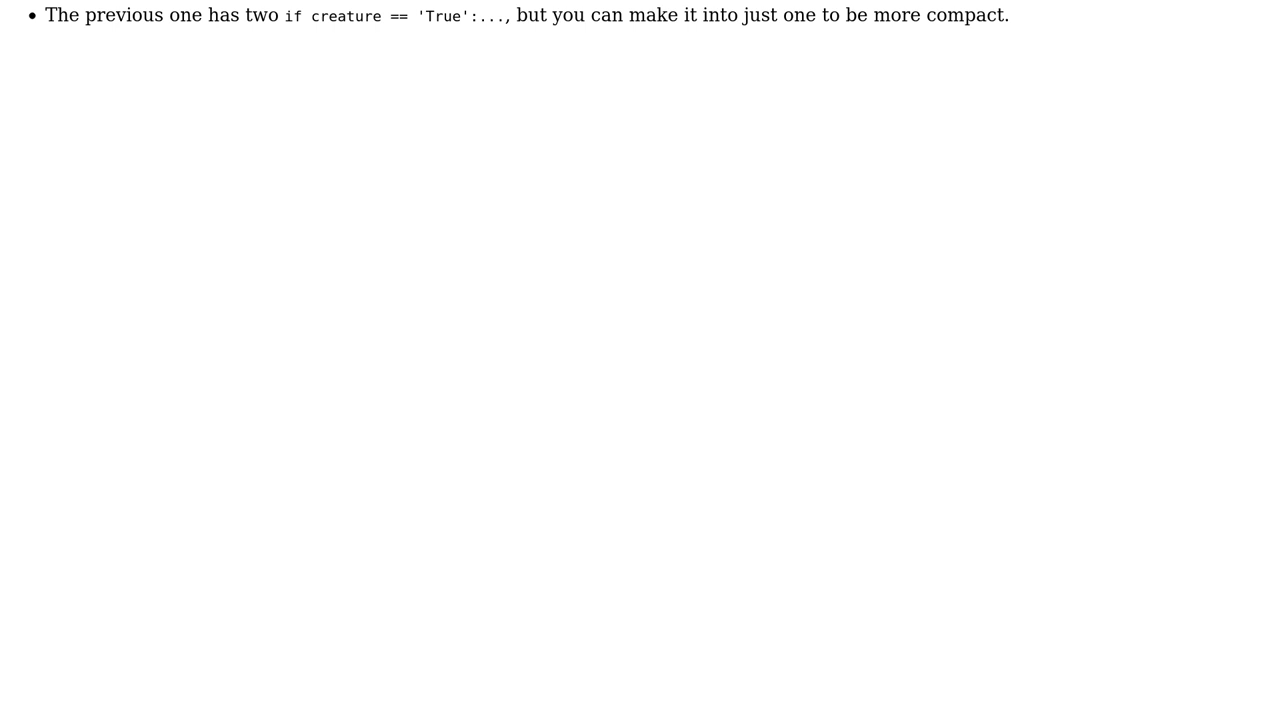 • The previous one has two if creature == 'True':..., but you can make it into just one to be more compact.